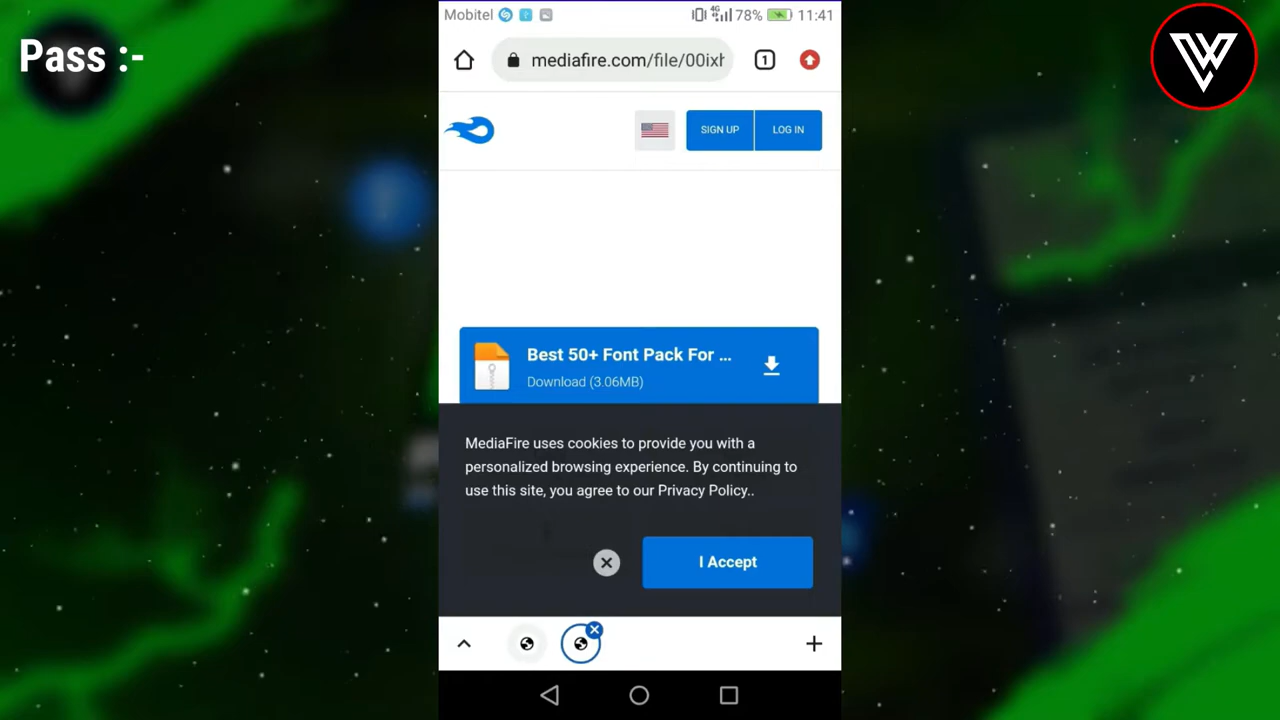 Pass :-
Mobitel 4G 78% 11:41
mediafire.com/file/00ixh
1
SIGN UP LOG IN
Best 50+ Font Pack For ...
Download (3.06MB)
MediaFire uses cookies to provide you with a
personalized browsing experience. By continuing to
use this site, you agree to our Privacy Policy..
I Accept